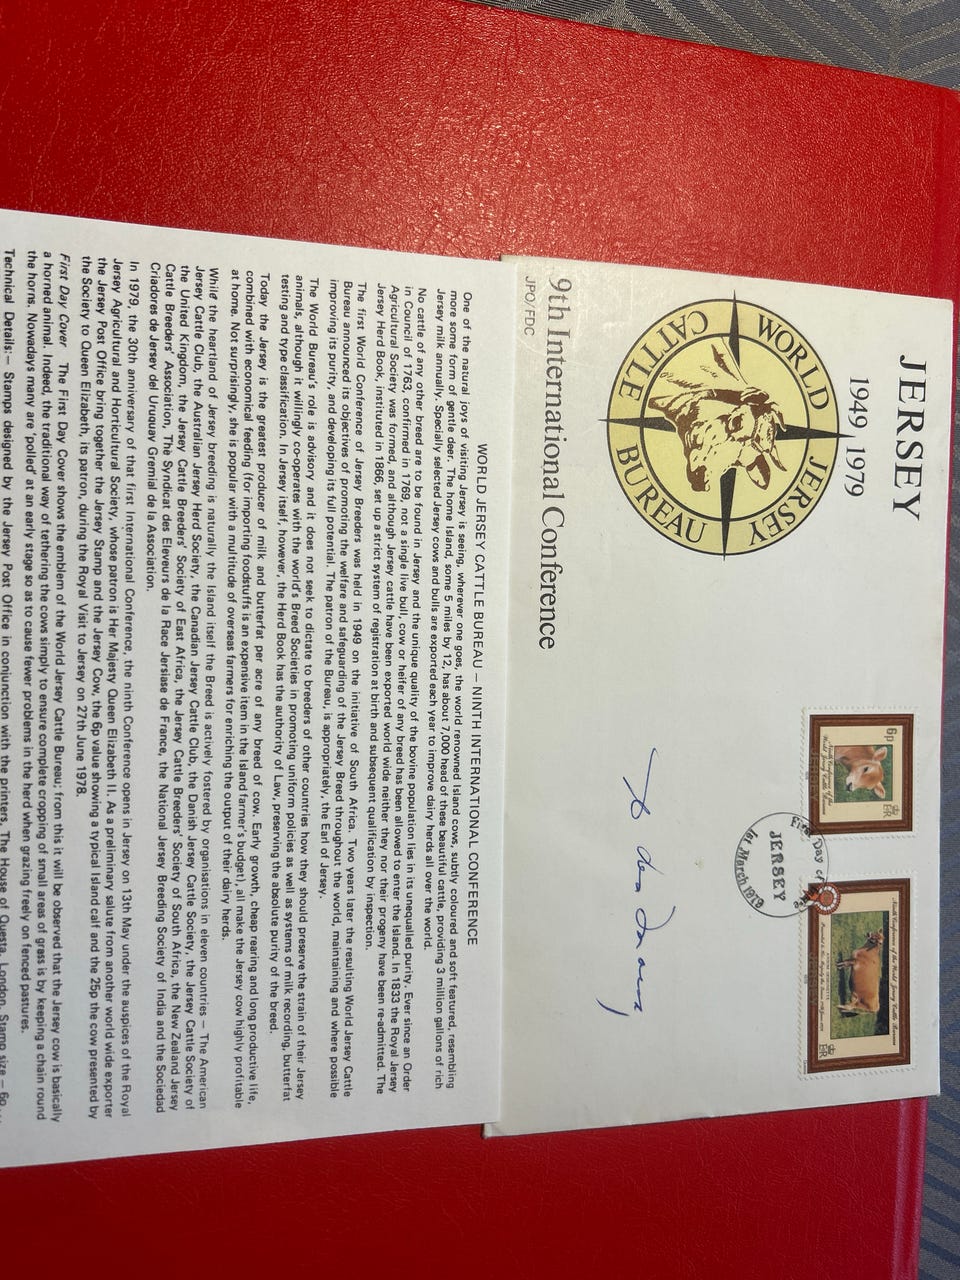 JERSEY
1949 1979
WORLD JERSEY CATTLE BUREAU
9th International Conference
JPO/FDC
6p
Ninth Conference of the
World Jersey Cattle Bureau
ER
Ninth Conference of the World Jersey Cattle Bureau
ER
First Day of
JERSEY
1st March 1979
To
WORLD JERSEY CATTLE BUREAU — NINTH INTERNATIONAL CONFERENCE
One of the natural joys of visiting Jersey is seeing, wherever one goes, the world renowned Island cows, subtly coloured and soft featured, resembling
more some form of gentle deer. The home Island, some 5 miles by 12, has about 7,000 head of these beautiful cattle, providing 3 million gallons of rich
Jersey milk annually. Specially selected Jersey cows and bulls are exported each year to improve dairy herds all over the world.
No cattle of any other breed are to be found in Jersey and the unique quality of the bovine population lies in its unequalled purity. Ever since an Order
in Council of 1763, confirmed in 1769, not a single live bull, cow or heifer of any breed has been allowed to enter the Island. In 1833 the Royal Jersey
Agricultural Society was formed, and although Jersey cattle have been exported world wide neither they nor their progeny have been re-admitted. The
Jersey Herd Book, instituted in 1866, set up a strict system of registration at birth and subsequent qualification by inspection.
The first World Conference of Jersey Breeders was held in 1949 on the initiative of South Africa. Two years later the resulting World Jersey Cattle
Bureau announced its objectives of promoting the welfare and safeguarding of the Jersey Breed throughout the world, maintaining and where possible
improving its purity, and developing its full potential. The patron of the Bureau, is appropriately, the Earl of Jersey.
The World Bureau's role is advisory and it does not seek to dictate to breeders of other countries how they should preserve the strain of their Jersey
animals, although it willingly co-operates with the world's Breed Societies in promoting uniform policies as well as systems of milk recording, butterfat
testing and type classification. In Jersey itself, however, the Herd Book has the authority of Law, preserving the absolute purity of the breed.
Today the Jersey is the greatest producer of milk and butterfat per acre of any breed of cow. Early growth, cheap rearing and long productive life,
combined with economical feeding (for importing foodstuffs is an expensive item in the Island farmer's budget), all make the Jersey cow highly profitable
at home. Not surprisingly, she is popular with a multitude of overseas farmers for enriching the output of their dairy herds.
While the heartland of Jersey breeding is naturally the Island itself the Breed is actively fostered by organisations in eleven countries — The American
Jersey Cattle Club, the Australian Jersey Herd Society, the Canadian Jersey Cattle Club, the Danish Jersey Cattle Society, the Jersey Cattle Society of
the United Kingdom, the Jersey Cattle Breeders' Society of East Africa, the Jersey Cattle Breeders' Society of South Africa, the New Zealand Jersey
Cattle Breeders' Association, The Syndicat des Eleveurs de la Race Jersiase de France, the National Jersey Breeding Society of India and the Sociedad
Criadores de Jersey del Uruguay Gremial de la Association.
In 1979, the 30th anniversary of that first International Conference, the ninth Conference opens in Jersey on 13th May under the auspices of the Royal
Jersey Agricultural and Horticultural Society, whose patron is Her Majesty Queen Elizabeth II. As a preliminary salute from another world wide exporter
the Jersey Post Office bring together the Jersey Stamp and the Jersey Cow, the 6p value showing a typical Island calf and the 25p the cow presented by
the Society to Queen Elizabeth, its patron, during the Royal Visit to Jersey on 27th June 1978.
First Day Cover The First Day Cover shows the emblem of the World Jersey Cattle Bureau; from this it will be observed that the Jersey cow is basically
a horned animal. Indeed, the traditional way of tethering the cows simply to ensure complete cropping of small areas of grass is by keeping a chain round
the horns. Nowadays many are 'polled' at an early stage so as to cause fewer problems in the herd when grazing freely on fenced pastures.
Technical Details:— Stamps designed by the Jersey Post Office in conjunction with the printers, The House of Questa, London. Stamp size — 6p